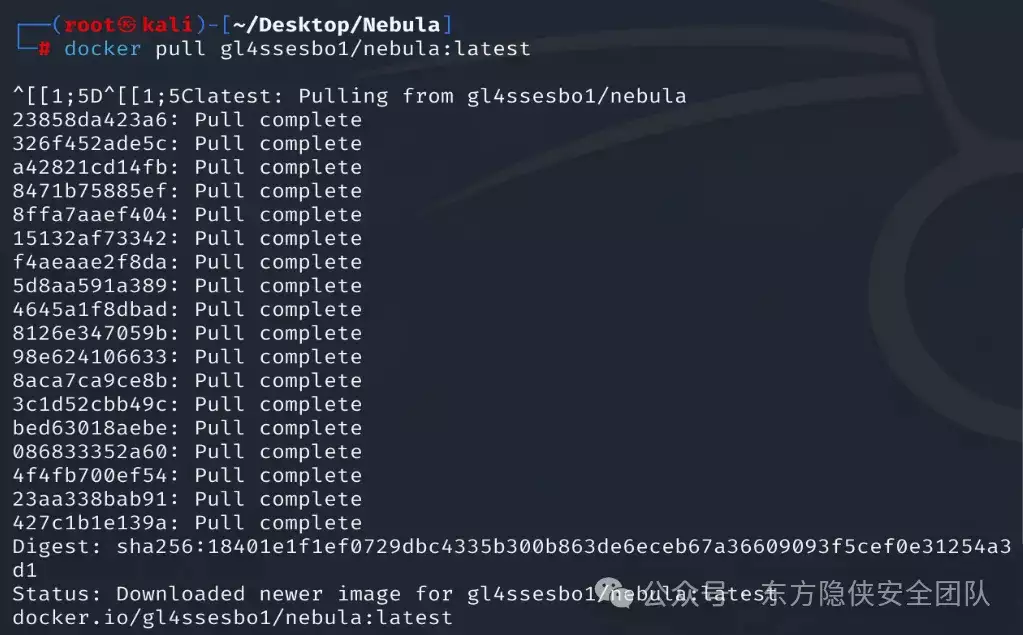 ┌──(root㉿kali)-[~/Desktop/Nebula]
└─# docker pull gl4ssesbo1/nebula:latest
^[[1;5D^[[1;5Clatest: Pulling from gl4ssesbo1/nebula
23858da423a6: Pull complete
326f452ade5c: Pull complete
a42821cd14fb: Pull complete
8471b75885ef: Pull complete
8ffa7aaef404: Pull complete
15132af73342: Pull complete
f4aeaae2f8da: Pull complete
5d8aa591a389: Pull complete
4645a1f8dbad: Pull complete
8126e347059b: Pull complete
98e624106633: Pull complete
8aca7ca9ce8b: Pull complete
3c1d52cbb49c: Pull complete
bed63018aebe: Pull complete
086833352a60: Pull complete
4f4fb700ef54: Pull complete
23aa338bab91: Pull complete
427c1b1e139a: Pull complete
Digest: sha256:18401e1f1ef0729dbc4335b300b863de6eceb67a36609093f5cef0e31254a3
d1
Status: Downloaded newer image for gl4ssesbo1/nebula:latest
公众号 · 东方隐侠安全团队
docker.io/gl4ssesbo1/nebula:latest